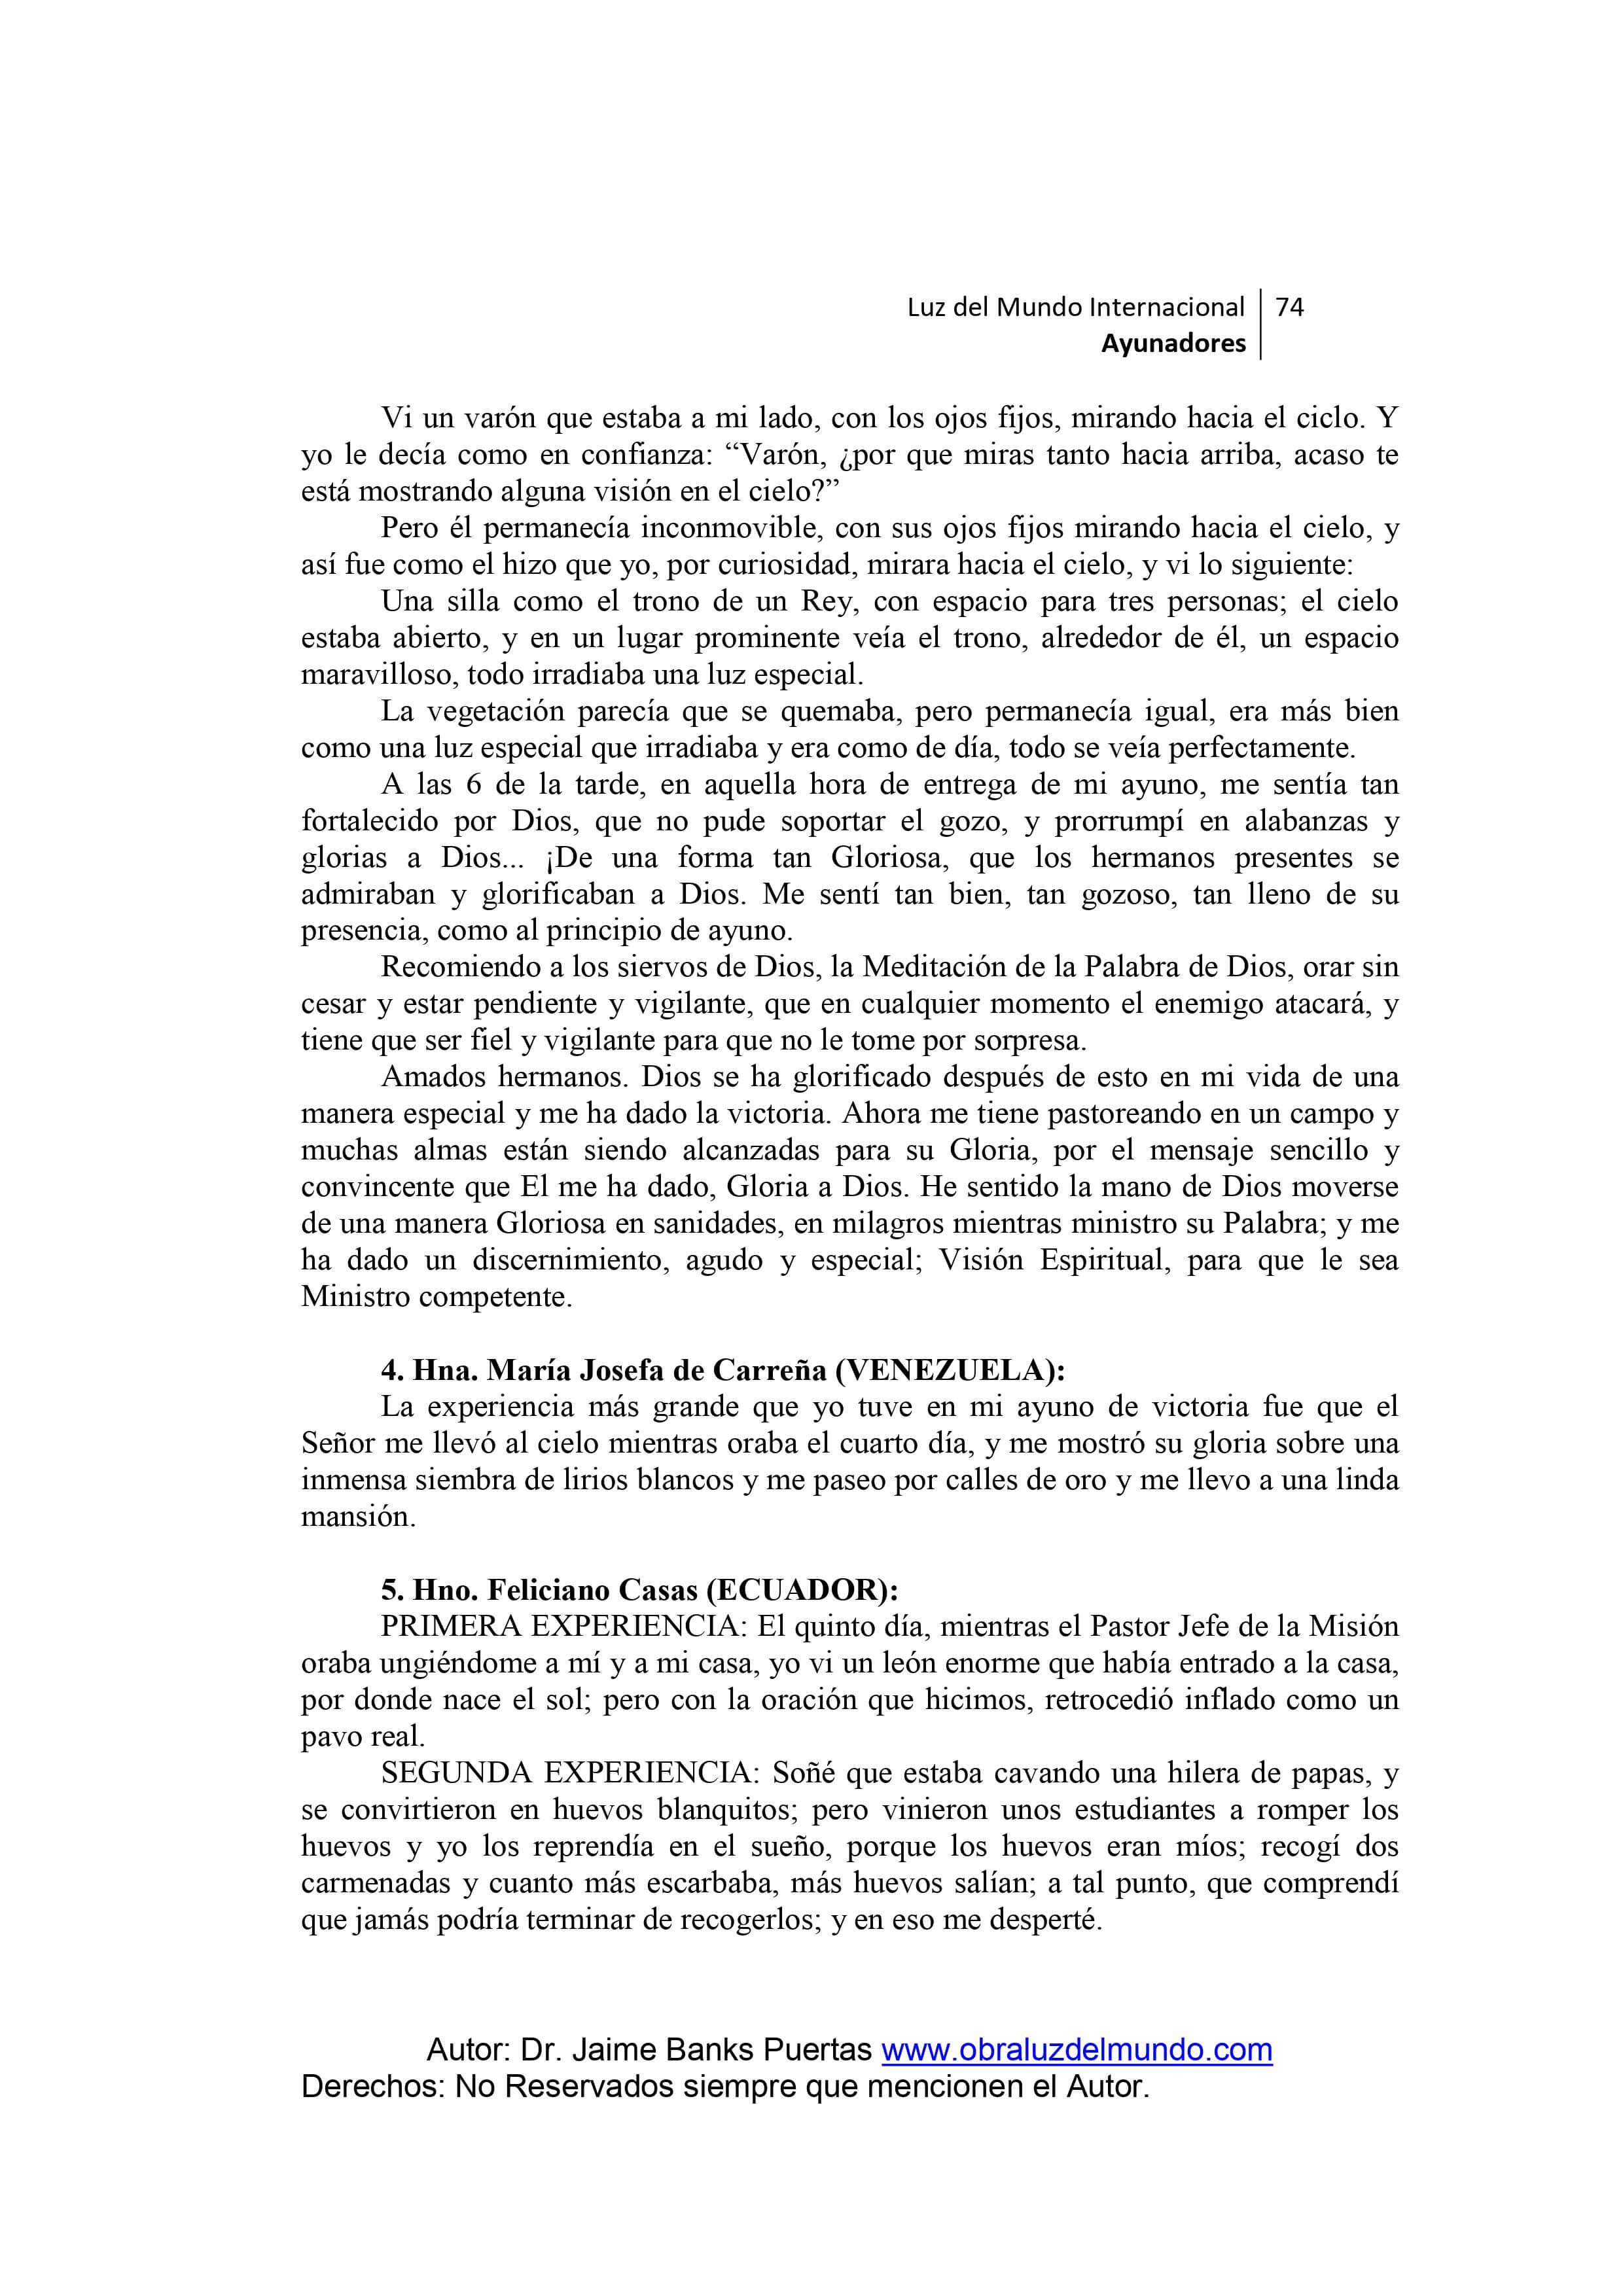 Luz del Mundo Internacional 74
Ayunadores
Vi un varón que estaba a mi lado, con los ojos fijos, mirando hacia el ciclo. Y
yo le decía como en confianza: “Varón, ¿por que miras tanto hacia arriba, acaso te
está mostrando alguna visión en el cielo?”
Pero él permanecía inconmovible, con sus ojos fijos mirando hacia el cielo, y
así fue como el hizo que yo, por curiosidad, mirara hacia el cielo, y vi lo siguiente:
Una silla como el trono de un Rey, con espacio para tres personas; el cielo
estaba abierto, y en un lugar prominente veía el trono, alrededor de él, un espacio
maravilloso, todo irradiaba una luz especial.
La vegetación parecía que se quemaba, pero permanecía igual, era más bien
como una luz especial que irradiaba y era como de día, todo se veía perfectamente.
A las 6 de la tarde, en aquella hora de entrega de mi ayuno, me sentía tan
fortalecido por Dios, que no pude soportar el gozo, y prorrumpí en alabanzas y
glorias a Dios... ¡De una forma tan Gloriosa, que los hermanos presentes se
admiraban y glorificaban a Dios. Me sentí tan bien, tan gozoso, tan lleno de su
presencia, como al principio de ayuno.
Recomiendo a los siervos de Dios, la Meditación de la Palabra de Dios, orar sin
cesar y estar pendiente y vigilante, que en cualquier momento el enemigo atacará, y
tiene que ser fiel y vigilante para que no le tome por sorpresa.
Amados hermanos. Dios se ha glorificado después de esto en mi vida de una
manera especial y me ha dado la victoria. Ahora me tiene pastoreando en un campo y
muchas almas están siendo alcanzadas para su Gloria, por el mensaje sencillo y
convincente que El me ha dado, Gloria a Dios. He sentido la mano de Dios moverse
de una manera Gloriosa en sanidades, en milagros mientras ministro su Palabra; y me
ha dado un discernimiento, agudo y especial; Visión Espiritual, para que le sea
Ministro competente.
4. Hna. María Josefa de Carreña (VENEZUELA):
La experiencia más grande que yo tuve en mi ayuno de victoria fue que el
Señor me llevó al cielo mientras oraba el cuarto día, y me mostró su gloria sobre una
inmensa siembra de lirios blancos y me paseo por calles de oro y me llevo a una linda
mansión.
5. Hno. Feliciano Casas (ECUADOR):
PRIMERA EXPERIENCIA: El quinto día, mientras el Pastor Jefe de la Misión
oraba ungiéndome a mí y a mi casa, yo vi un león enorme que había entrado a la casa,
por donde nace el sol; pero con la oración que hicimos, retrocedió inflado como un
pavo real.
SEGUNDA EXPERIENCIA: Soñé que estaba cavando una hilera de papas, y
se convirtieron en huevos blanquitos; pero vinieron unos estudiantes a romper los
huevos y yo los reprendía en el sueño, porque los huevos eran míos; recogí dos
carmenadas y cuanto más escarbaba, más huevos salían; a tal punto, que comprendí
que jamás podría terminar de recogerlos; y en eso me desperté.
Autor: Dr. Jaime Banks Puertas www.obraluzdelmundo.com
Derechos: No Reservados siempre que mencionen el Autor.